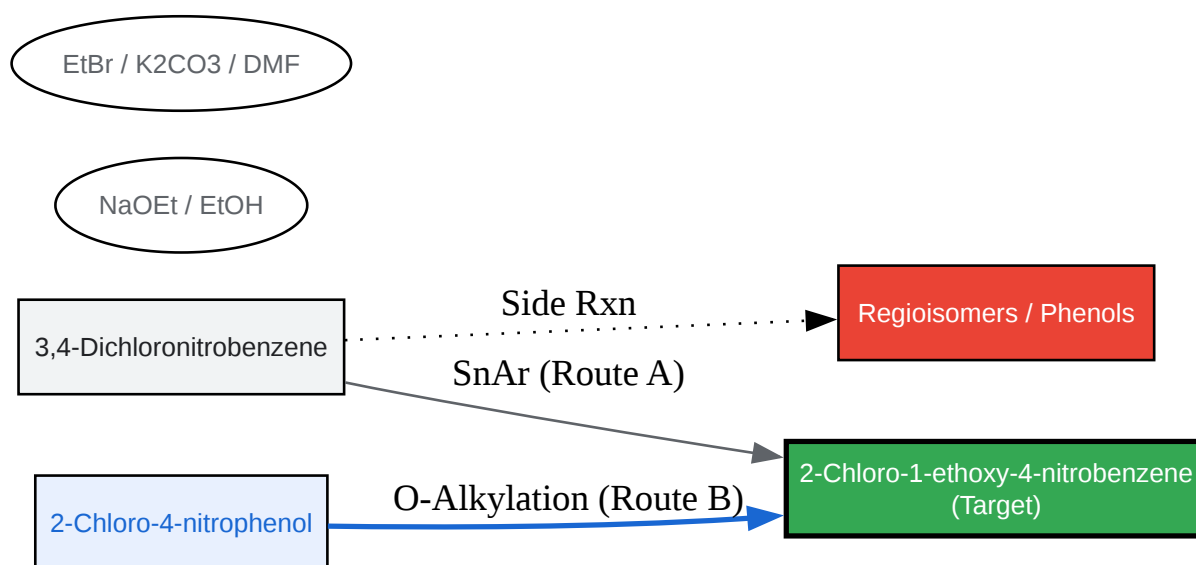 EtBr / K2CO3 / DMF
NaOEt / EtOH
Side Rxn
Regioisomers / Phenols
3,4-Dichloronitrobenzene
SnAr (Route A)
2-Chloro-1-ethoxy-4-nitrobenzene
(Target)
O-Alkylation (Route B)
2-Chloro-4-nitrophenol